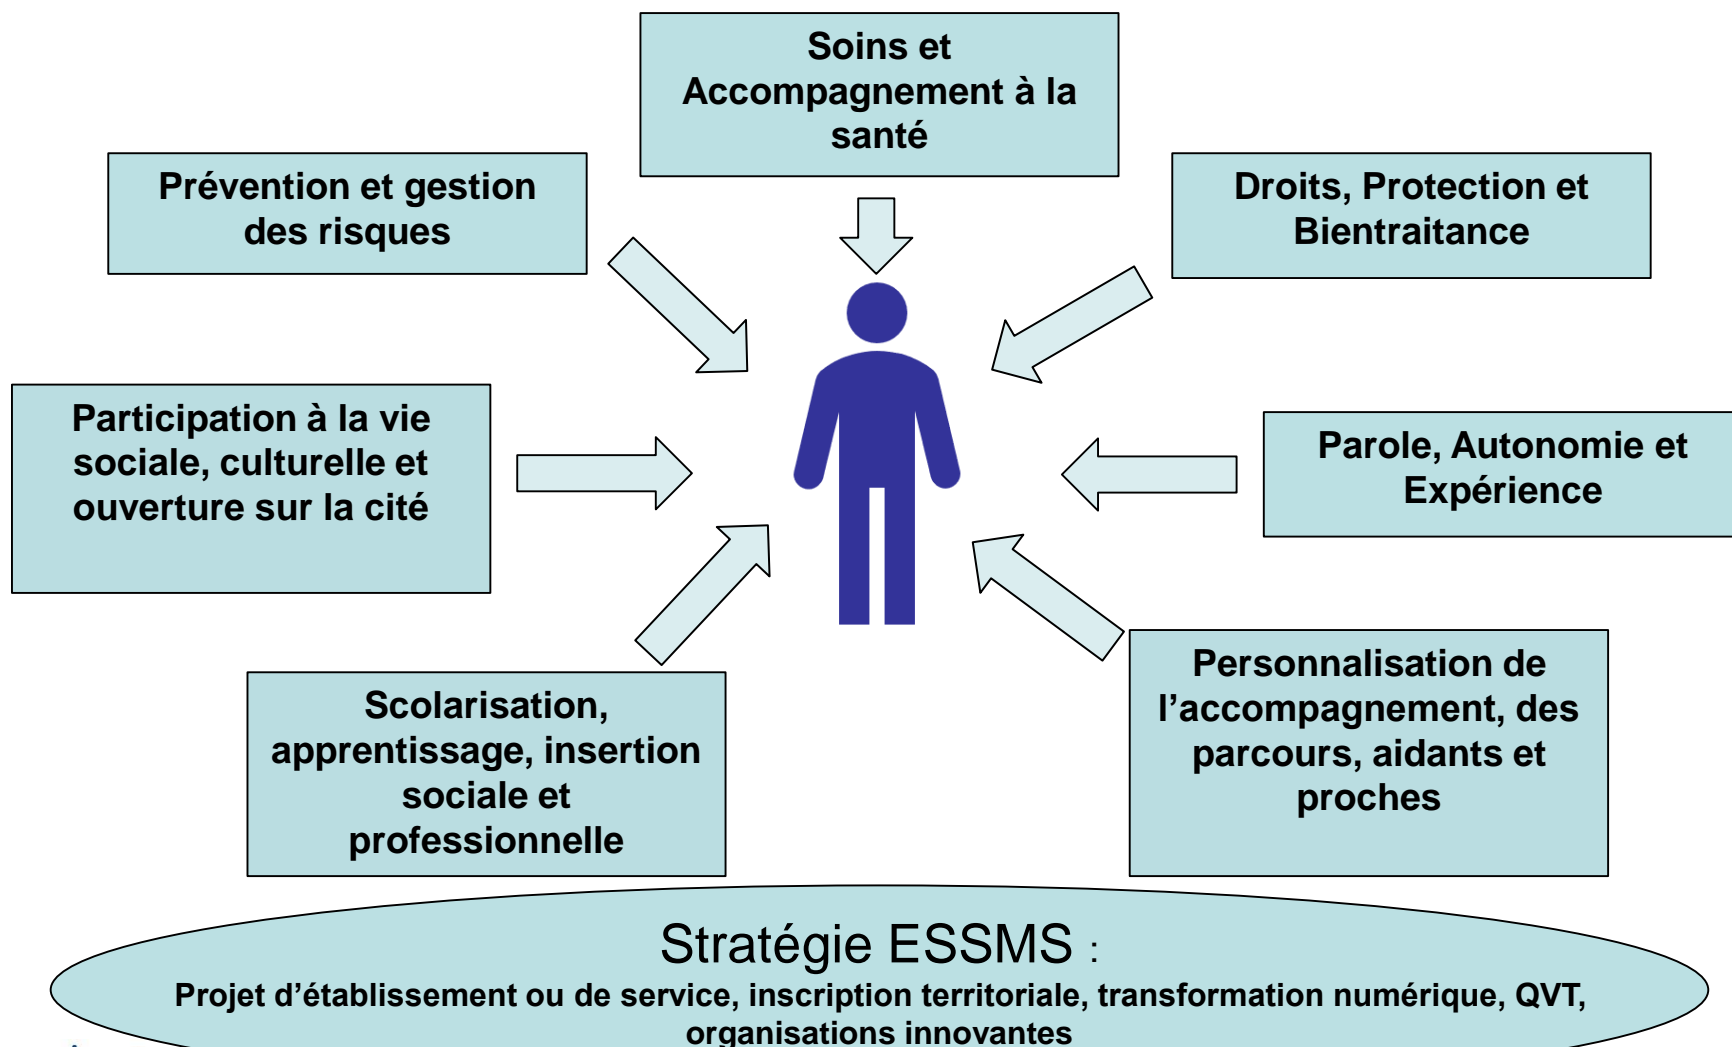 Soins et
Accompagnement à la
santé
Prévention et gestion
des risques
Droits, Protection et
Bientraitance
Participation à la vie
sociale, culturelle et
ouverture sur la cité
Parole, Autonomie et
Expérience
Scolarisation,
apprentissage, insertion
sociale et
professionnelle
Personnalisation de
l’accompagnement, des
parcours, aidants et
proches
Stratégie ESSMS :
Projet d’établissement ou de service, inscription territoriale, transformation numérique, QVT,
organisations innovantes